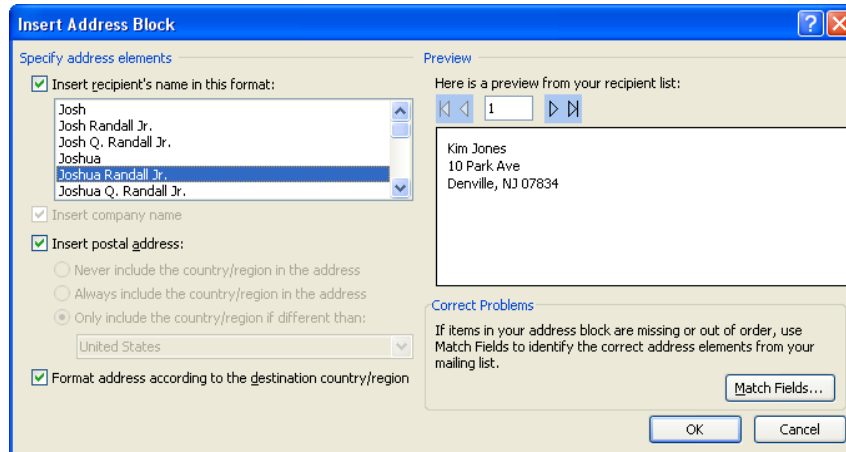 Insert Address Block
Specify address elements
Insert recipient's name in this format:
Josh
Josh Randall Jr.
Josh Q. Randall Jr.
Joshua
Joshua Randall Jr.
Joshua Q. Randall Jr.
Insert company name
Insert postal address:
Never include the country/region in the address
Always include the country/region in the address
Only include the country/region if different than:
United States
Format address according to the destination country/region
Preview
Here is a preview from your recipient list:
1
Kim Jones
10 Park Ave
Denville, NJ 07834
Correct Problems
If items in your address block are missing or out of order, use
Match Fields to identify the correct address elements from your
mailing list.
Match Fields...
OK
Cancel